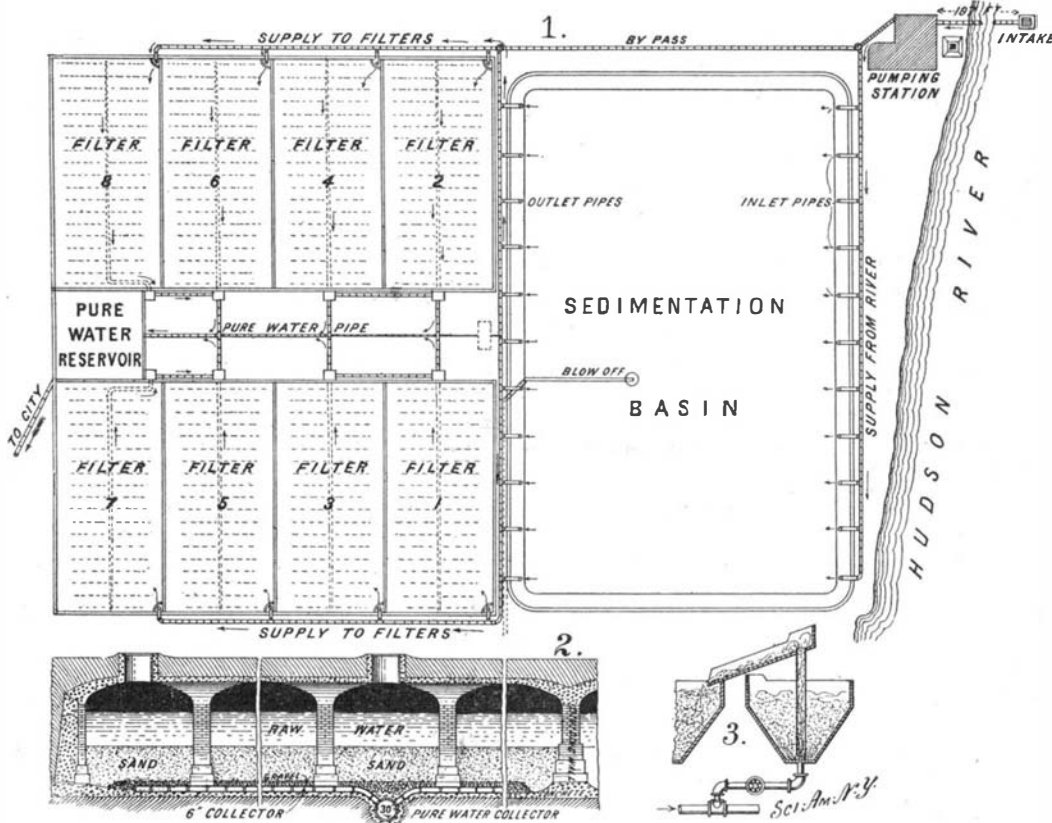 SUPPLY TO FILTERS
1.
BY PASS
187 FT
INTAKE
PUMPING
STATION
FILTER
8
FILTER
6
FILTER
4
FILTER
2
OUTLET PIPES
INLET PIPES
PURE
WATER
RESERVOIR
PURE WATER PIPE
SEDIMENTATION
BASIN
BLOW OFF
SUPPLY FROM RIVER
HUDSON RIVER
TO CITY
FILTER
7
FILTER
5
FILTER
3
FILTER
1
SUPPLY TO FILTERS
2.
RAW WATER
SAND
SAND
GRAVEL
6" COLLECTOR
30"
PURE WATER COLLECTOR
3.
SCI. AM. N.Y.